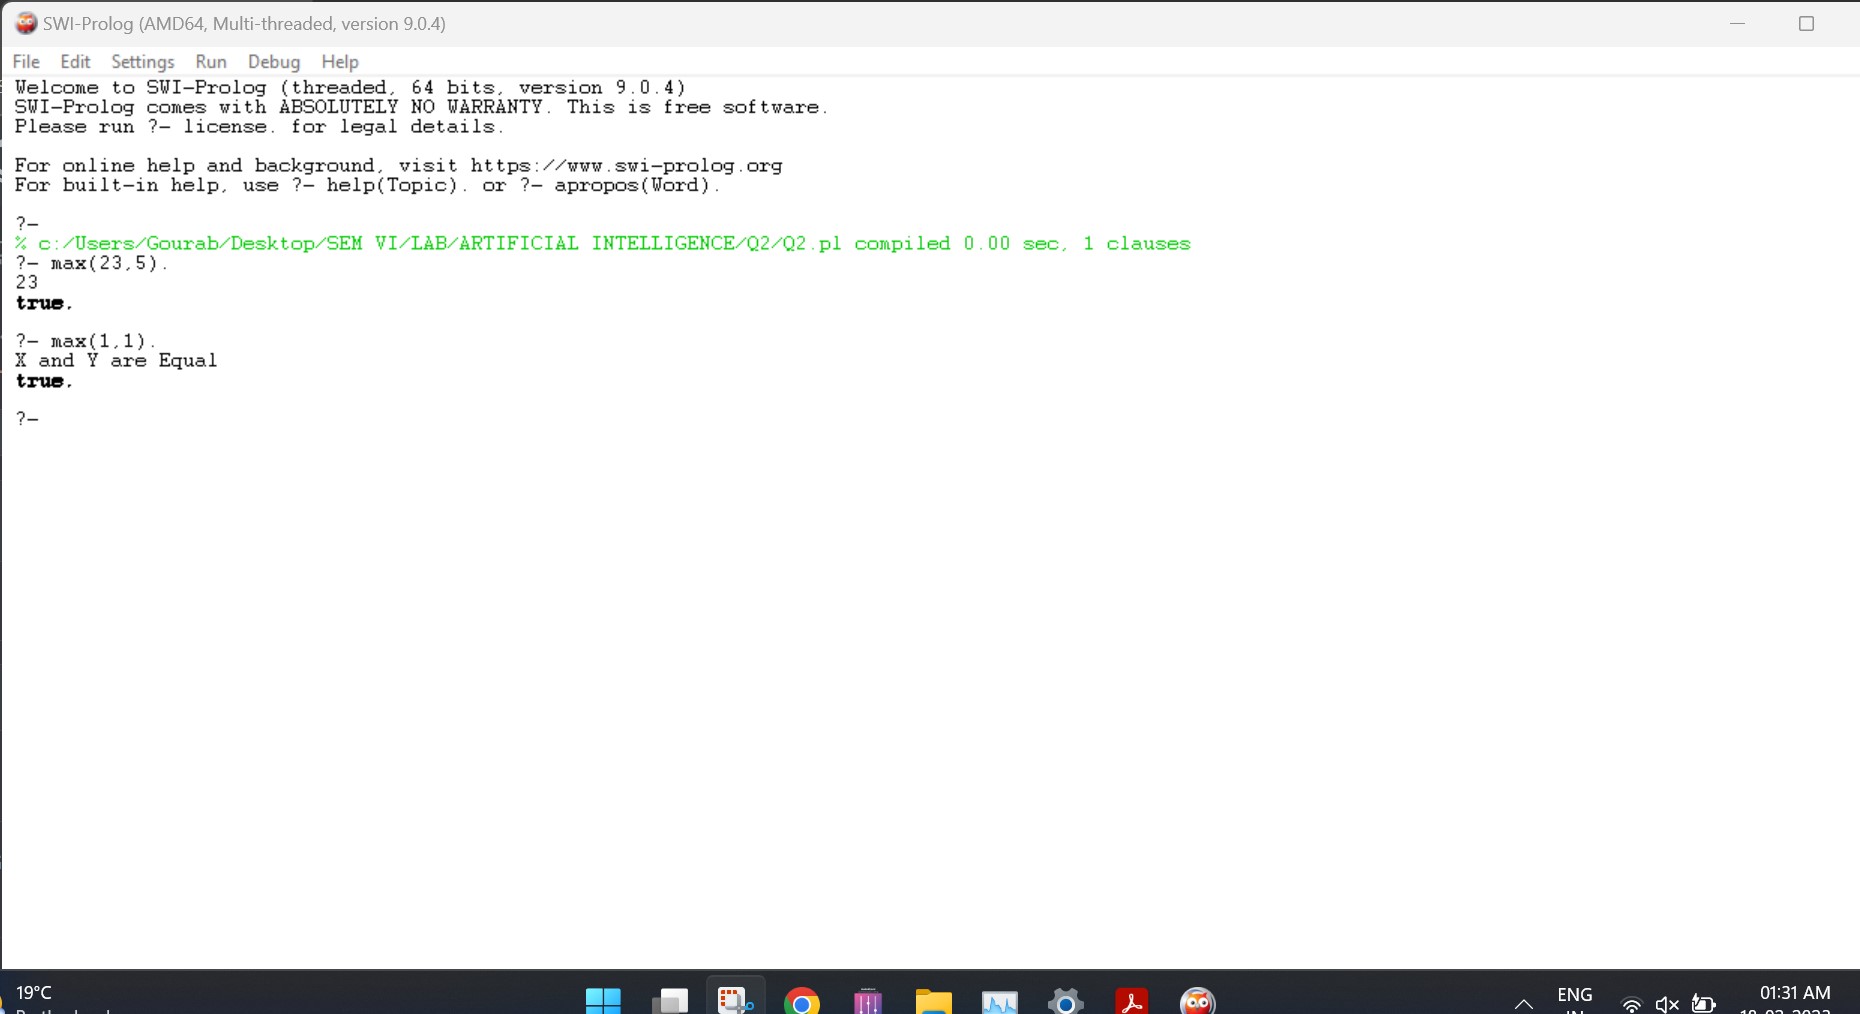 SWI-Prolog (AMD64, Multi-threaded, version 9.0.4)
File Edit Settings Run Debug Help
Welcome to SWI-Prolog (threaded, 64 bits, version 9.0.4)
SWI-Prolog comes with ABSOLUTELY NO WARRANTY. This is free software.
Please run ?- license. for legal details.
For online help and background, visit https://www.swi-prolog.org
For built-in help, use ?- help(Topic). or ?- apropos(Word).
?-
% c:/Users/Gourab/Desktop/SEM VI/LAB/ARTIFICIAL INTELLIGENCE/Q2/Q2.pl compiled 0.00 sec, 1 clauses
?- max(23,5).
23
true.
?- max(1,1).
X and Y are Equal
true.
?-
19°C
ENG
01:31 AM